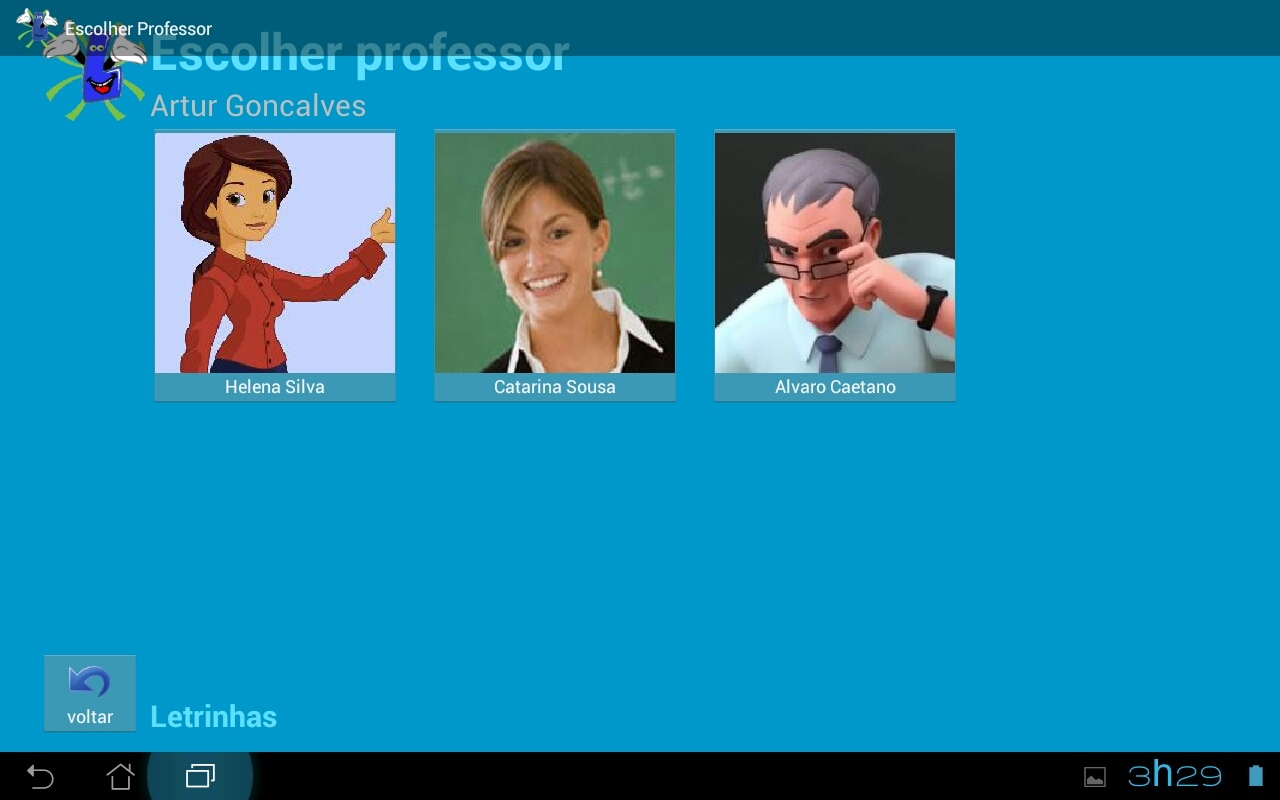 Escolher Professor
Escolher professor
Artur Goncalves
Helena Silva
Catarina Sousa
Alvaro Caetano
voltar
Letrinhas
3h29